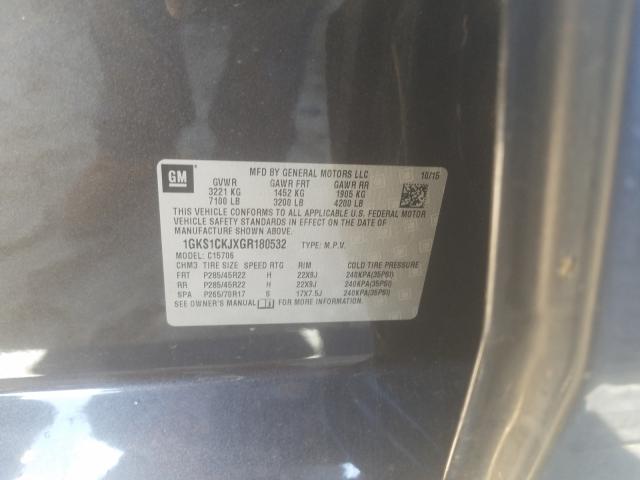 GM
MFD BY GENERAL MOTORS LLC 10/15
GVWR GAWR FRT GAWR RR
3221 KG 1452 KG 1905 KG
7100 LB 3200 LB 4200 LB
THIS VEHICLE CONFORMS TO ALL APPLICABLE U.S. FEDERAL MOTOR
VEHICLE SAFETY STANDARDS IN EFFECT ON THE DATE OF
MANUFACTURE SHOWN ABOVE.
1GKS1CKJXGR180532 TYPE: M.P.V.
MODEL: C15706
CHM3 TIRE SIZE SPEED RTG RIM COLD TIRE PRESSURE
FRT P285/45R22 H 22X9J 240KPA(35PSI)
RR P285/45R22 H 22X9J 240KPA(35PSI)
SPA P265/70R17 S 17X7.5J 240KPA(35PSI)
SEE OWNER'S MANUAL FOR MORE INFORMATION.